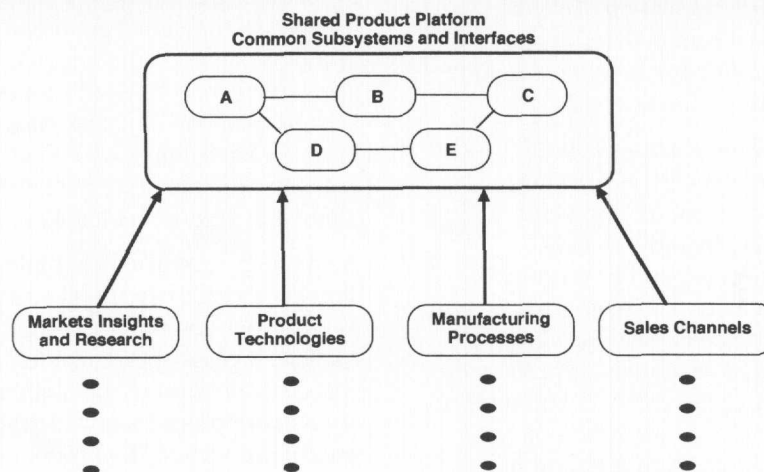 Shared Product Platform
Common Subsystems and Interfaces
A
B
C
D
E
Markets Insights
and Research
Product
Technologies
Manufacturing
Processes
Sales Channels